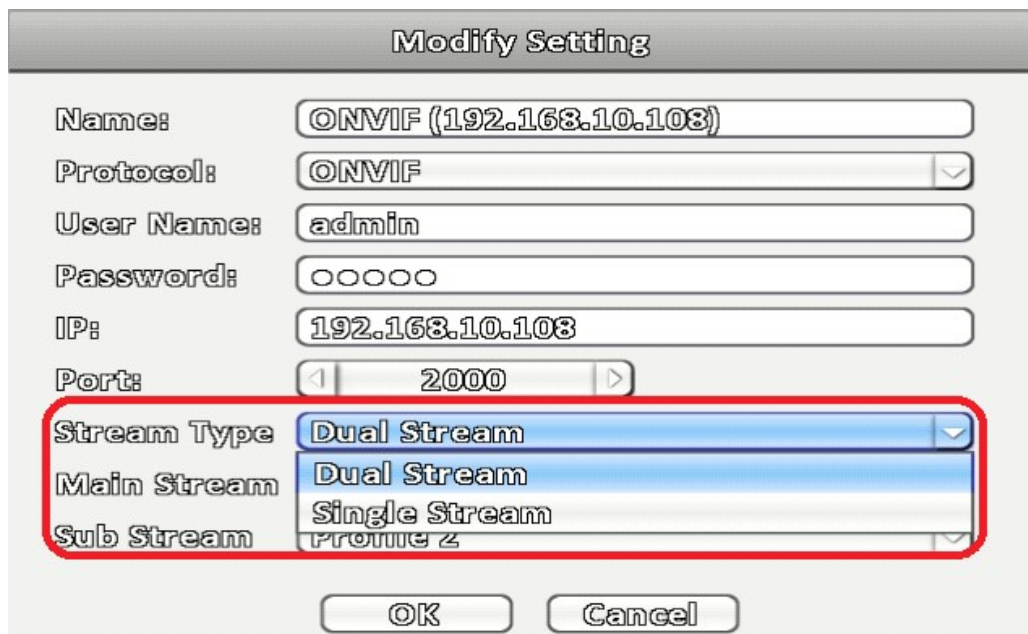 Modify Setting
Name: ONVIF (192.168.10.108)
Protocol: ONVIF
User Name: admin
Password: ○○○○○
IP: 192.168.10.108
Port: 2000
Stream Type Dual Stream
Dual Stream
Main Stream
Single Stream
Sub Stream Profile 2
OK Cancel